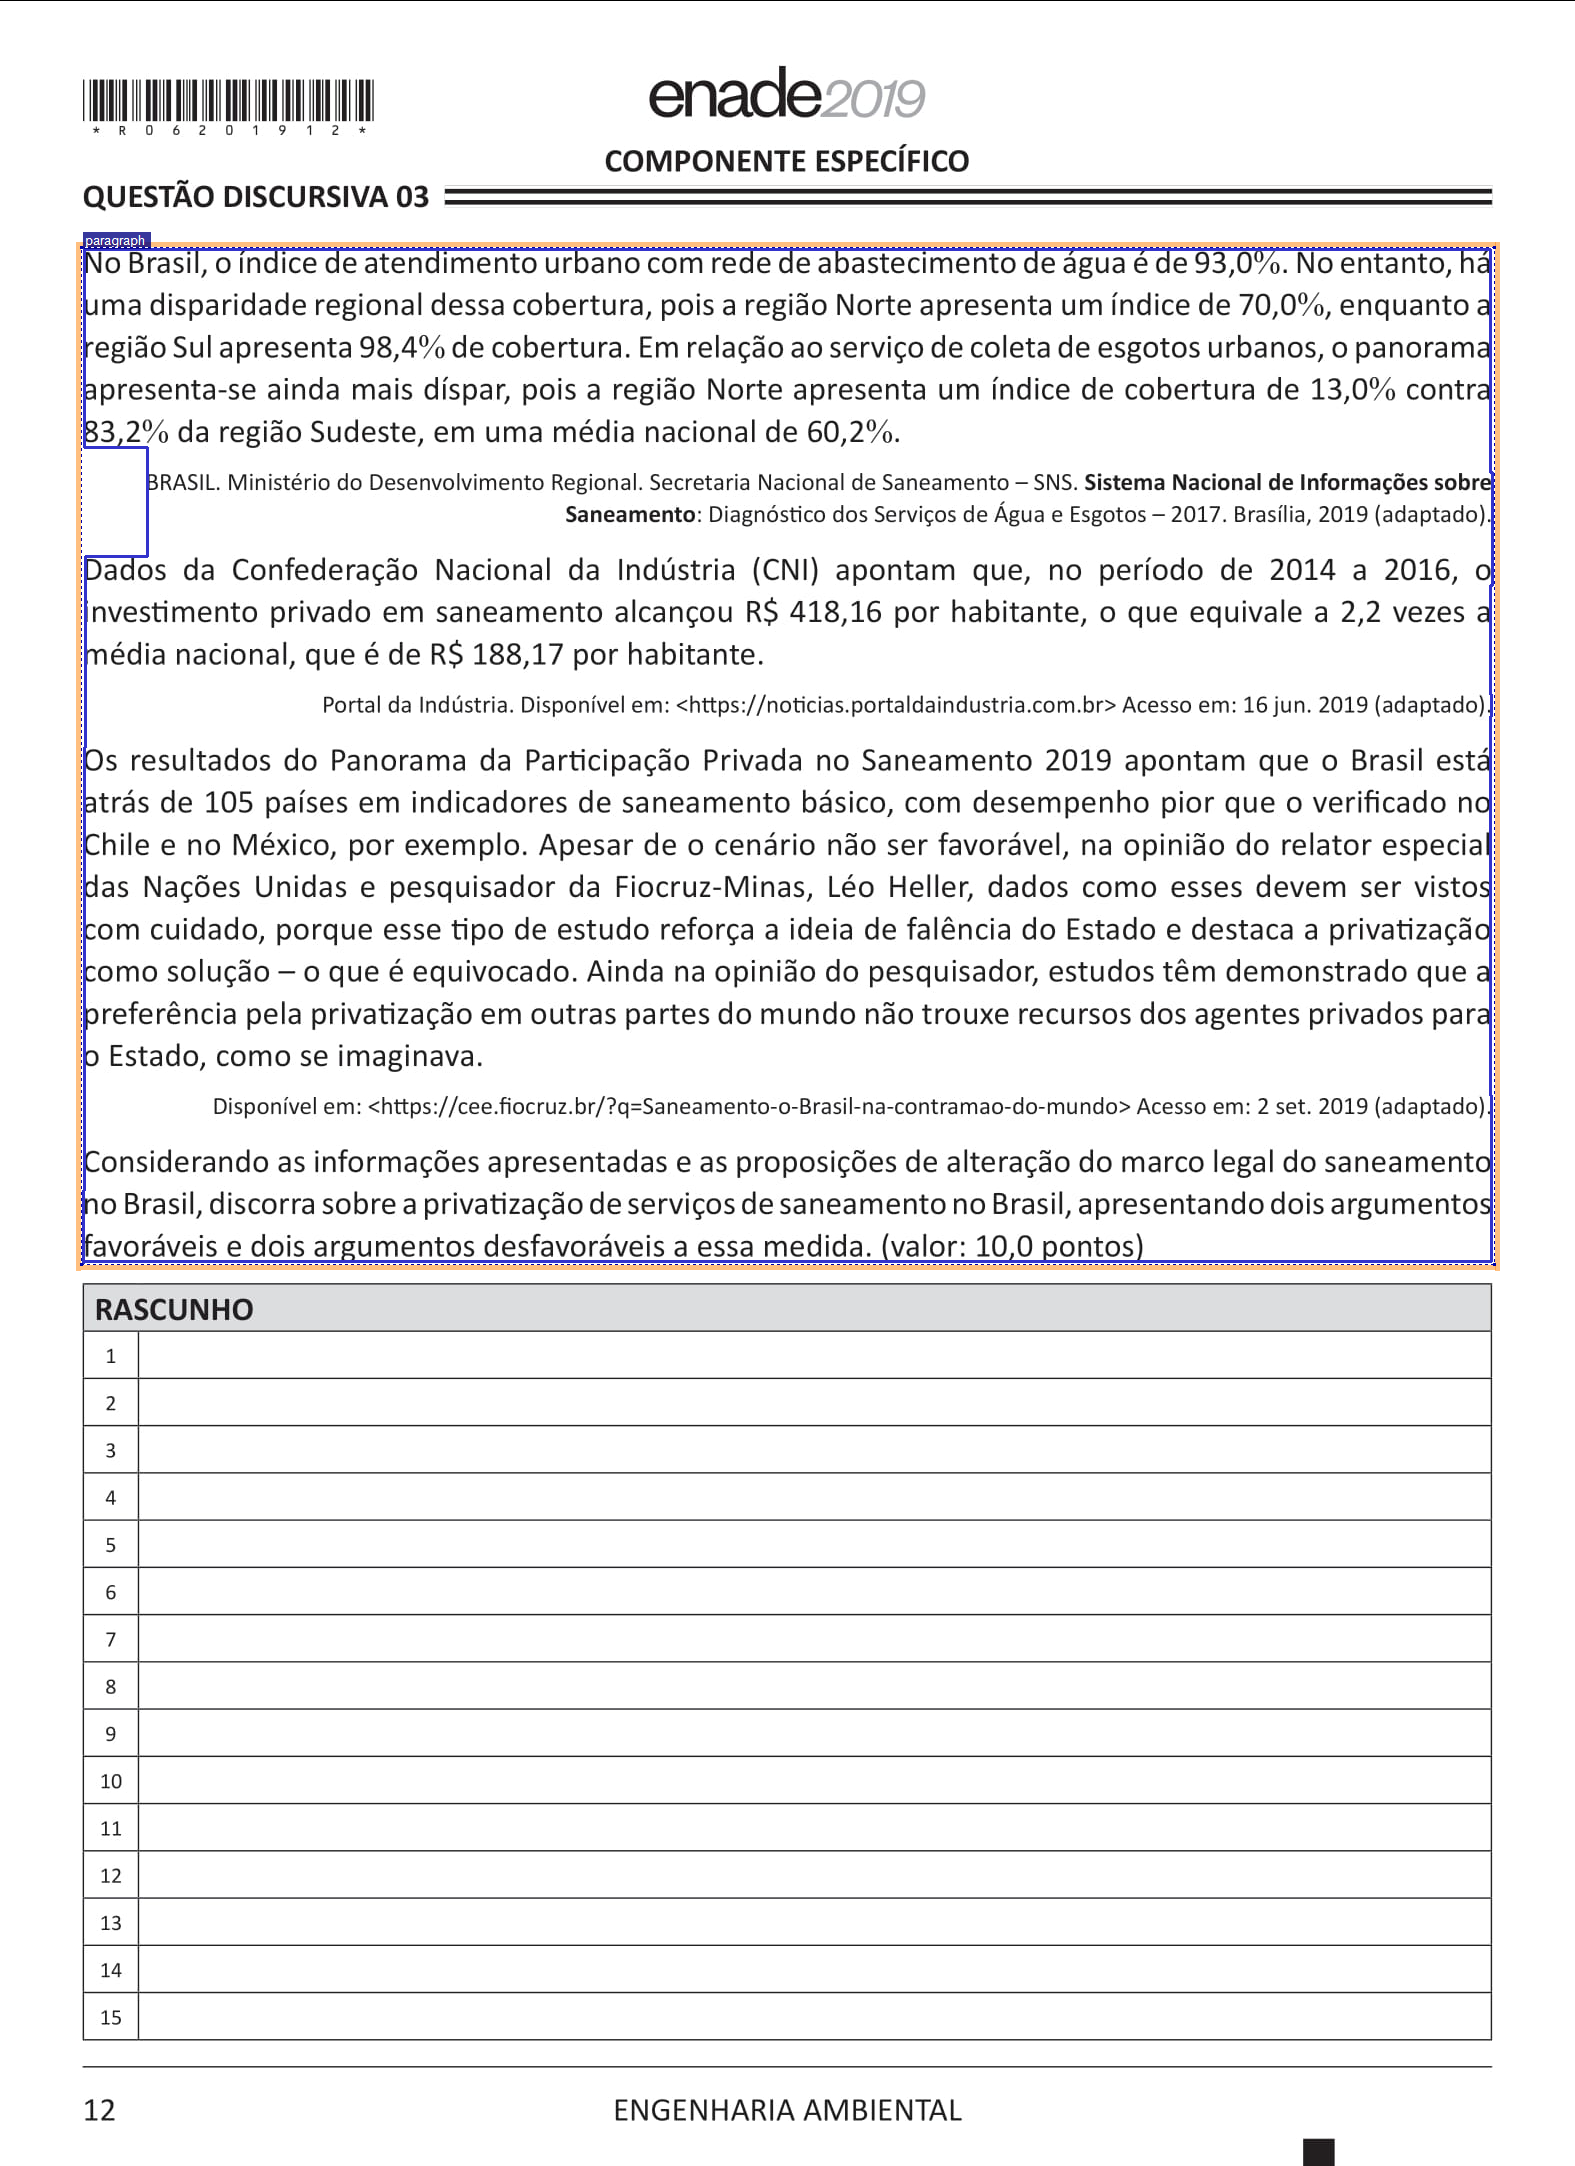 *R06201912*
enade2019
COMPONENTE ESPECÍFICO
QUESTÃO DISCURSIVA 03
paragraph
No Brasil, o índice de atendimento urbano com rede de abastecimento de água é de 93,0%. No entanto, há
uma disparidade regional dessa cobertura, pois a região Norte apresenta um índice de 70,0%, enquanto a
região Sul apresenta 98,4% de cobertura. Em relação ao serviço de coleta de esgotos urbanos, o panorama
apresenta-se ainda mais díspar, pois a região Norte apresenta um índice de cobertura de 13,0% contra
83,2% da região Sudeste, em uma média nacional de 60,2%.
BRASIL. Ministério do Desenvolvimento Regional. Secretaria Nacional de Saneamento – SNS. Sistema Nacional de Informações sobre
Saneamento: Diagnóstico dos Serviços de Água e Esgotos – 2017. Brasília, 2019 (adaptado).
Dados da Confederação Nacional da Indústria (CNI) apontam que, no período de 2014 a 2016, o
investimento privado em saneamento alcançou R$ 418,16 por habitante, o que equivale a 2,2 vezes a
média nacional, que é de R$ 188,17 por habitante.
Portal da Indústria. Disponível em: <https://noticias.portaldaindustria.com.br> Acesso em: 16 jun. 2019 (adaptado).
Os resultados do Panorama da Participação Privada no Saneamento 2019 apontam que o Brasil está
atrás de 105 países em indicadores de saneamento básico, com desempenho pior que o verificado no
Chile e no México, por exemplo. Apesar de o cenário não ser favorável, na opinião do relator especial
das Nações Unidas e pesquisador da Fiocruz-Minas, Léo Heller, dados como esses devem ser vistos
com cuidado, porque esse tipo de estudo reforça a ideia de falência do Estado e destaca a privatização
como solução – o que é equivocado. Ainda na opinião do pesquisador, estudos têm demonstrado que a
preferência pela privatização em outras partes do mundo não trouxe recursos dos agentes privados para
o Estado, como se imaginava.
Disponível em: <https://cee.fiocruz.br/?q=Saneamento-o-Brasil-na-contramao-do-mundo> Acesso em: 2 set. 2019 (adaptado).
Considerando as informações apresentadas e as proposições de alteração do marco legal do saneamento
no Brasil, discorra sobre a privatização de serviços de saneamento no Brasil, apresentando dois argumentos
favoráveis e dois argumentos desfavoráveis a essa medida. (valor: 10,0 pontos)
RASCUNHO
1
2
3
4
5
6
7
8
9
10
11
12
13
14
15
12
ENGENHARIA AMBIENTAL